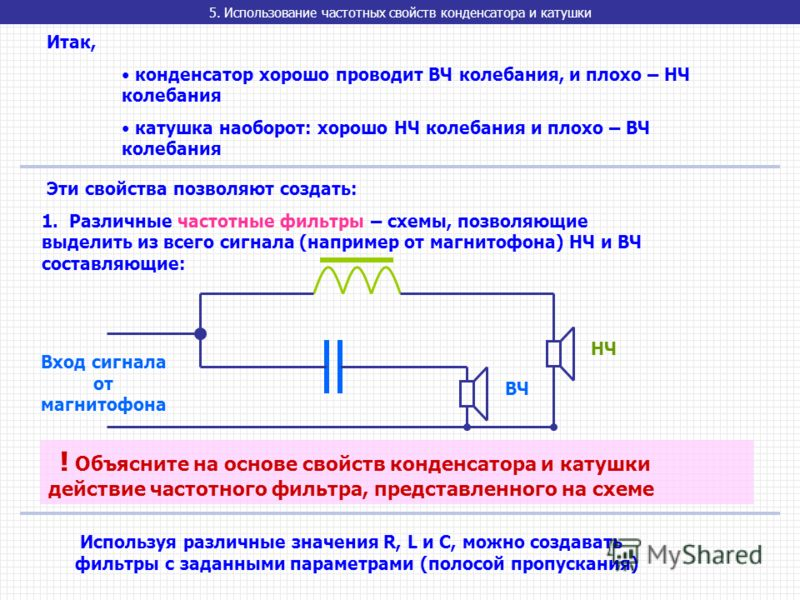 5. Использование частотных свойств конденсатора и катушки
Итак,
• конденсатор хорошо проводит ВЧ колебания, и плохо – НЧ
колебания
• катушка наоборот: хорошо НЧ колебания и плохо – ВЧ
колебания
Эти свойства позволяют создать:
1. Различные частотные фильтры – схемы, позволяющие
выделить из всего сигнала (например от магнитофона) НЧ и ВЧ
составляющие:
НЧ
Вход сигнала
от
магнитофона
ВЧ
! Объясните на основе свойств конденсатора и катушки
действие частотного фильтра, представленного на схеме
Используя различные значения R, L и C, можно создавать
фильтры с заданными параметрами (полосой пропускания)
MyShared